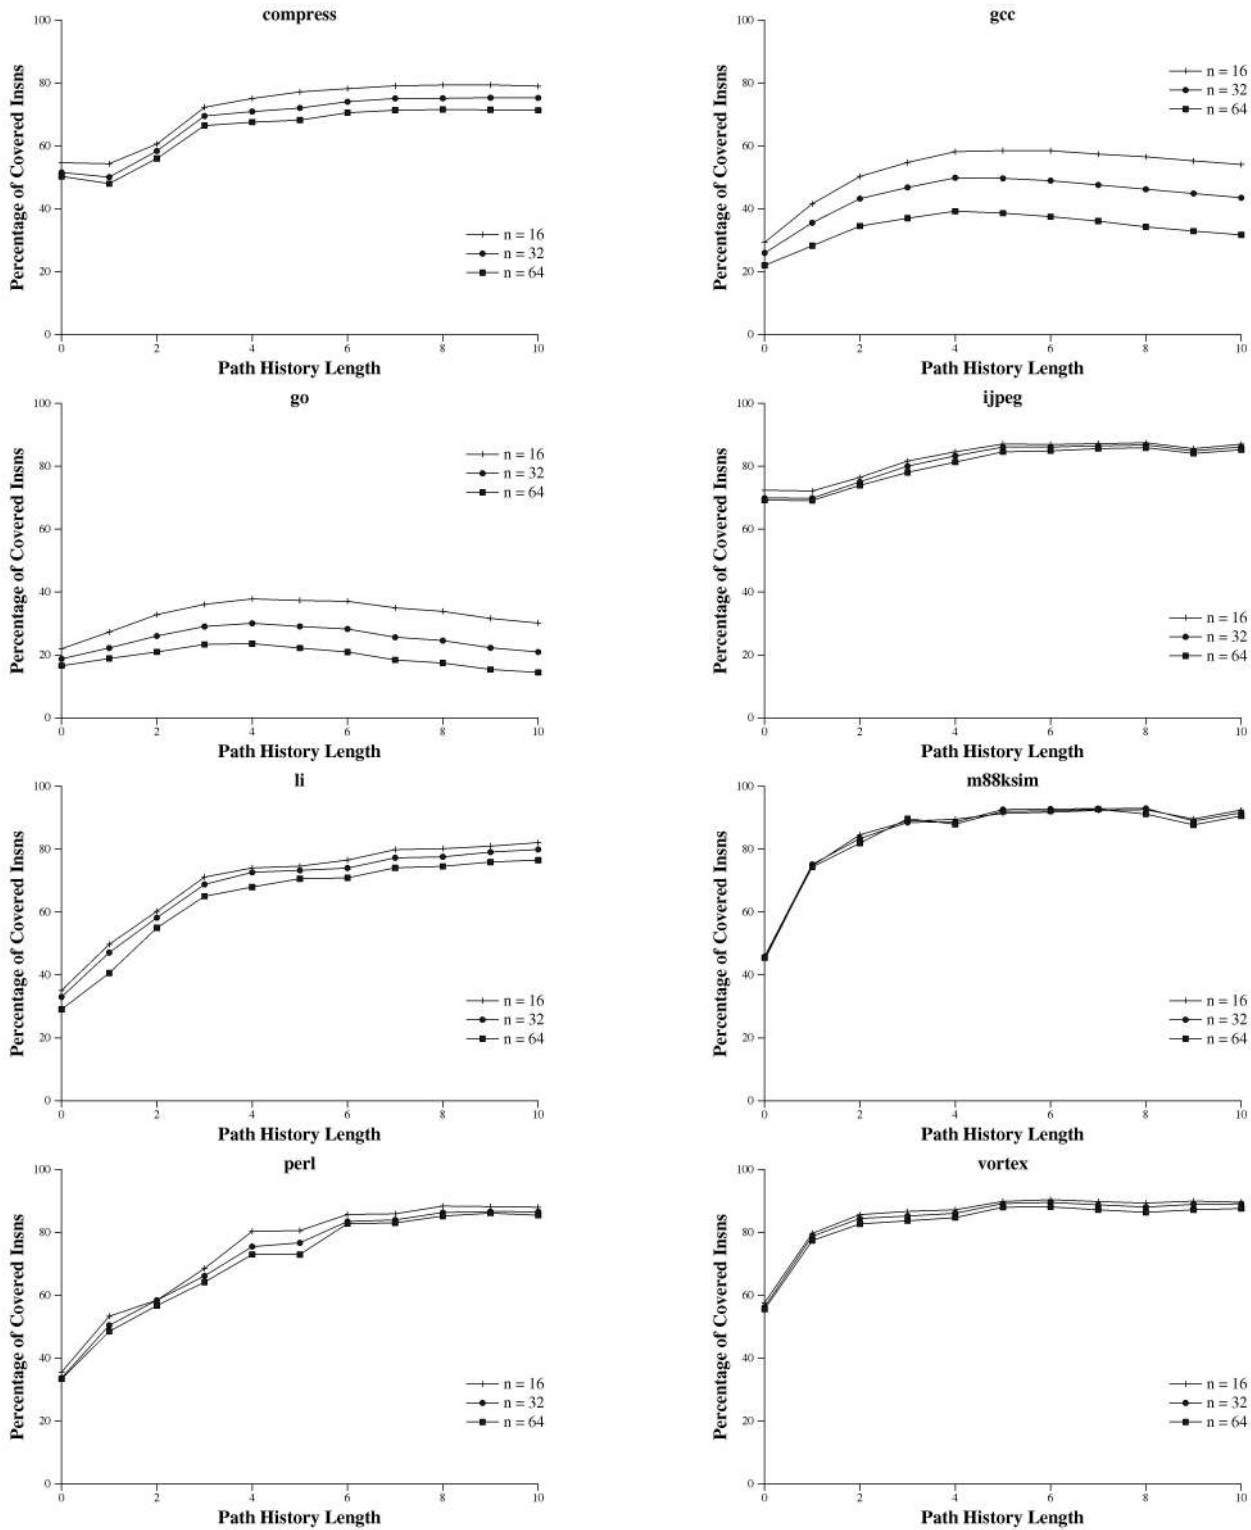 compress
100
80
60
40
20
0
Percentage of Covered Insns
n = 16
n = 32
n = 64
0 2 4 6 8 10
Path History Length
gcc
100
80
60
40
20
0
Percentage of Covered Insns
n = 16
n = 32
n = 64
0 2 4 6 8 10
Path History Length
go
100
80
60
40
20
0
Percentage of Covered Insns
n = 16
n = 32
n = 64
0 2 4 6 8 10
Path History Length
ijpeg
100
80
60
40
20
0
Percentage of Covered Insns
n = 16
n = 32
n = 64
0 2 4 6 8 10
Path History Length
li
100
80
60
40
20
0
Percentage of Covered Insns
n = 16
n = 32
n = 64
0 2 4 6 8 10
Path History Length
m88ksim
100
80
60
40
20
0
Percentage of Covered Insns
n = 16
n = 32
n = 64
0 2 4 6 8 10
Path History Length
perl
100
80
60
40
20
0
Percentage of Covered Insns
n = 16
n = 32
n = 64
0 2 4 6 8 10
Path History Length
vortex
100
80
60
40
20
0
Percentage of Covered Insns
n = 16
n = 32
n = 64
0 2 4 6 8 10
Path History Length